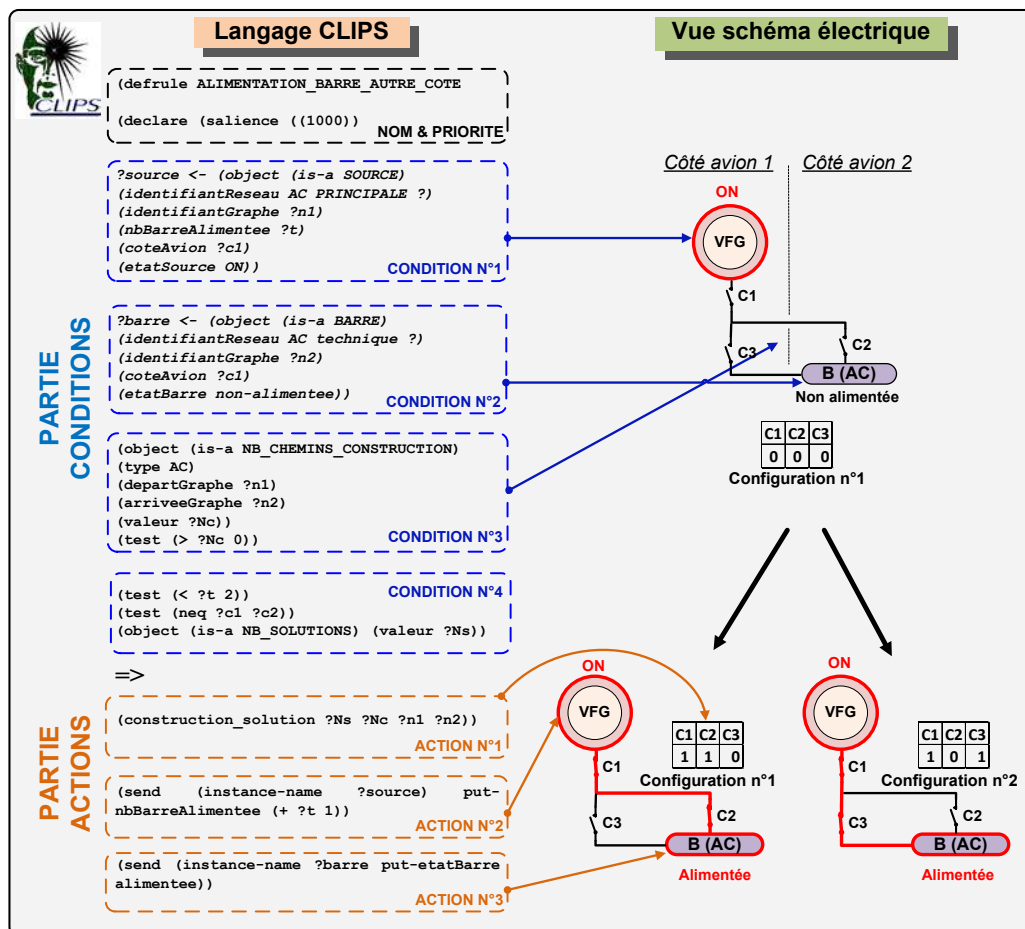 Langage CLIPS
Vue schéma électrique
CLIPS
(defrule ALIMENTATION_BARRE_AUTRE_COTE
(declare (salience ((1000))
NOM & PRIORITE
PARTIE
CONDITIONS
?source <- (object (is-a SOURCE)
(identifiantReseau AC PRINCIPALE ?)
(identifiantGraphe ?n1)
(nbBarreAlimentee ?t)
(coteAvion ?c1)
(etatSource ON))
CONDITION N°1
?barre <- (object (is-a BARRE)
(identifiantReseau AC technique ?)
(identifiantGraphe ?n2)
(coteAvion ?c1)
(etatBarre non-alimentee))
CONDITION N°2
(object (is-a NB_CHEMINS_CONSTRUCTION)
(type AC)
(departGraphe ?n1)
(arriveeGraphe ?n2)
(valeur ?Nc))
(test (> ?Nc 0))
CONDITION N°3
CONDITION N°4
(test (< ?t 2))
(test (neq ?c1 ?c2))
(object (is-a NB_SOLUTIONS) (valeur ?Ns))
=>
PARTIE
ACTIONS
(construction_solution ?Ns ?Nc ?n1 ?n2))
ACTION N°1
(send (instance-name ?source) put-
nbBarreAlimentee (+ ?t 1))
ACTION N°2
(send (instance-name ?barre put-etatBarre
alimentee))
ACTION N°3
Côté avion 1
Côté avion 2
ON
VFG
C1
C3
C2
B (AC)
Non alimentée
C1 C2 C3
0 0 0
Configuration n°1
ON
VFG
C1
C3
C2
B (AC)
Alimentée
C1 C2 C3
1 1 0
Configuration n°1
ON
VFG
C1
C3
C2
B (AC)
Alimentée
C1 C2 C3
1 0 1
Configuration n°2